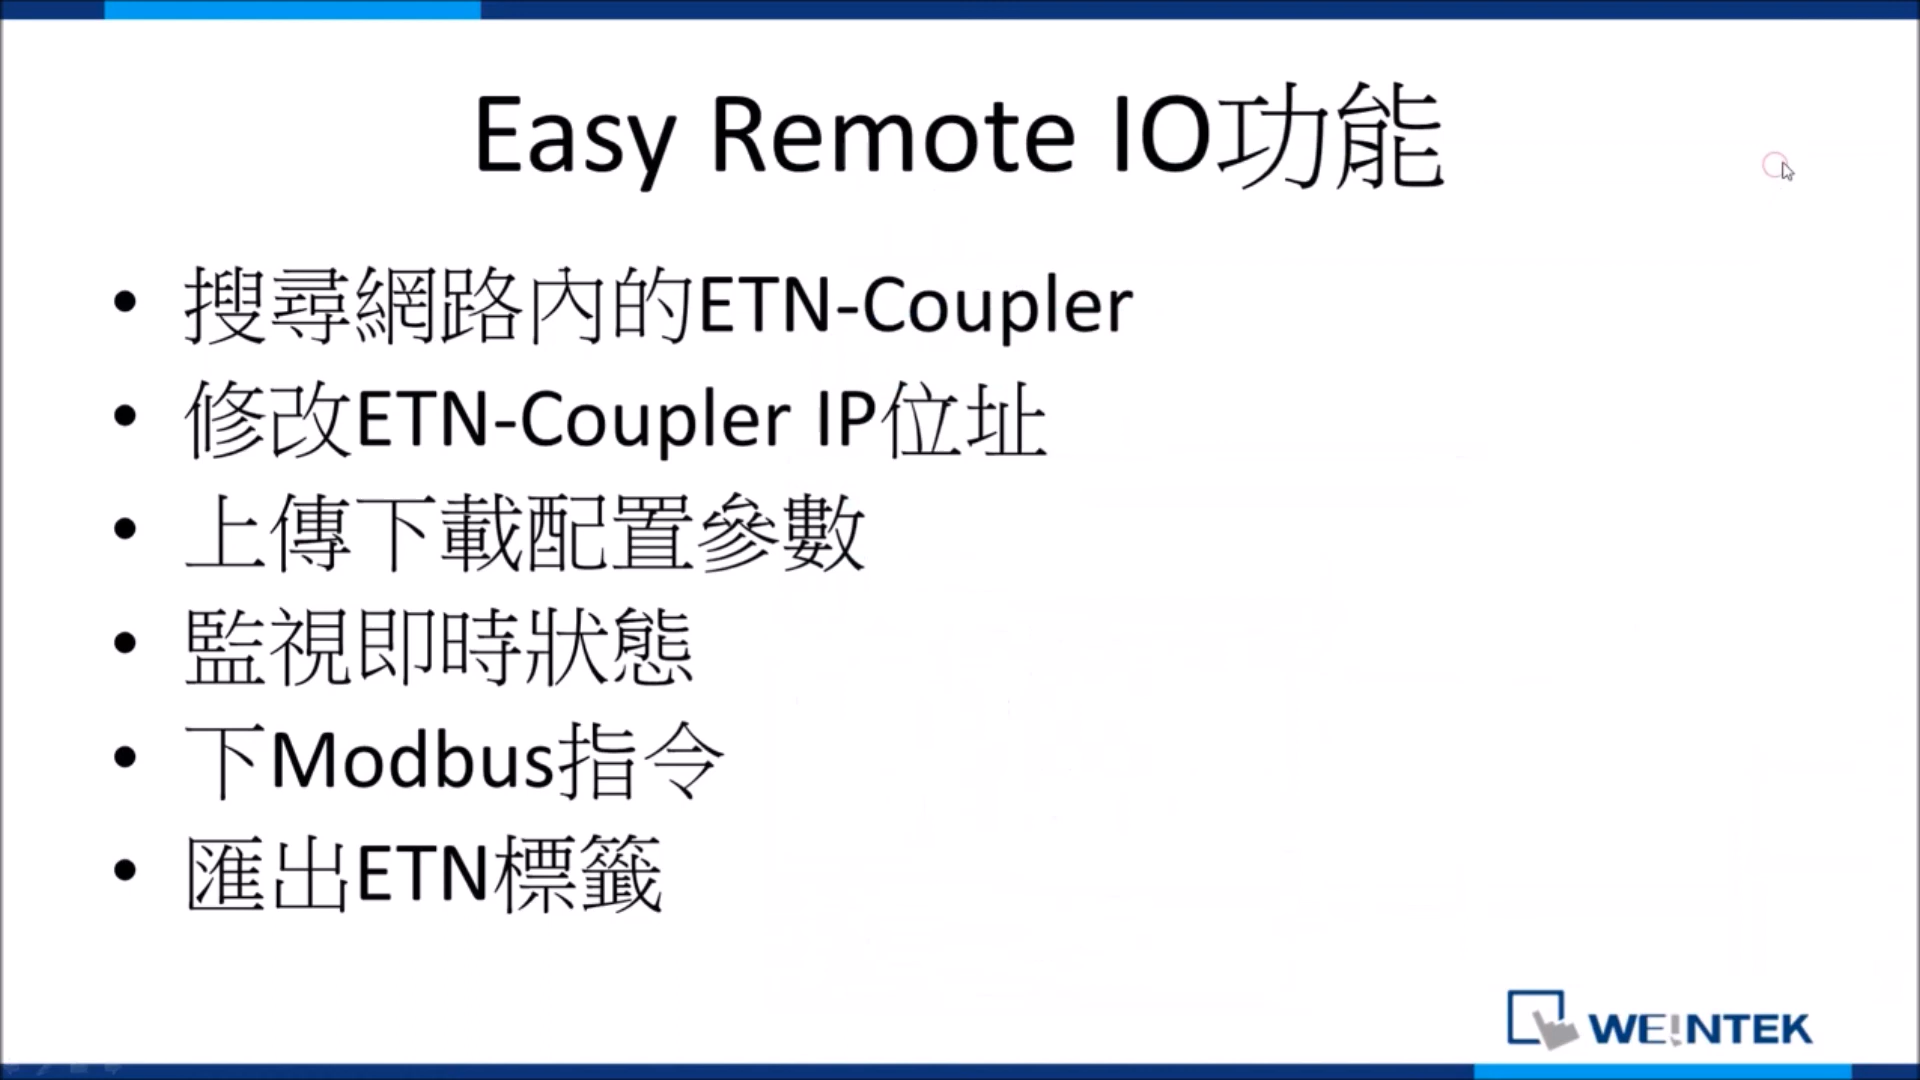 Easy Remote IO功能
• 搜尋網路內的ETN-Coupler
• 修改ETN-Coupler IP位址
• 上傳下載配置參數
• 監視即時狀態
• 下Modbus指令
• 匯出ETN標籤
WEINTEK